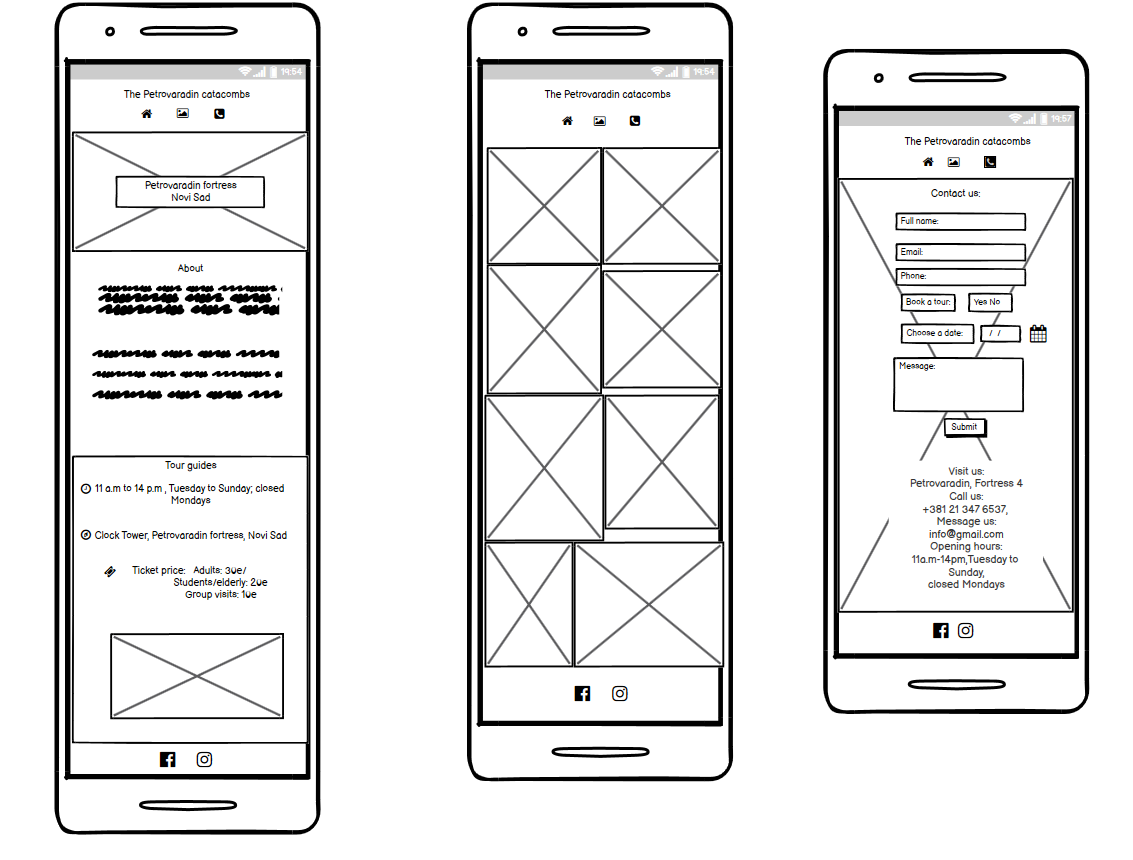 19:54
The Petrovaradin catacombs
Petrovaradin fortress
Novi Sad
About
Tour guides
11 a.m to 14 p.m , Tuesday to Sunday; closed
Mondays
Clock Tower, Petrovaradin fortress, Novi Sad
Ticket price: Adults: 30e/
Students/elderly: 20e
Group visits: 10e
19:54
The Petrovaradin catacombs
19:57
The Petrovaradin catacombs
Contact us:
Full name:
Email:
Phone:
Book a tour: Yes No
Choose a date: / /
Message:
Submit
Visit us:
Petrovaradin, Fortress 4
Call us:
+381 21 347 6537,
Message us:
info@gmail.com
Opening hours:
11a.m-14pm,Tuesday to
Sunday,
closed Mondays